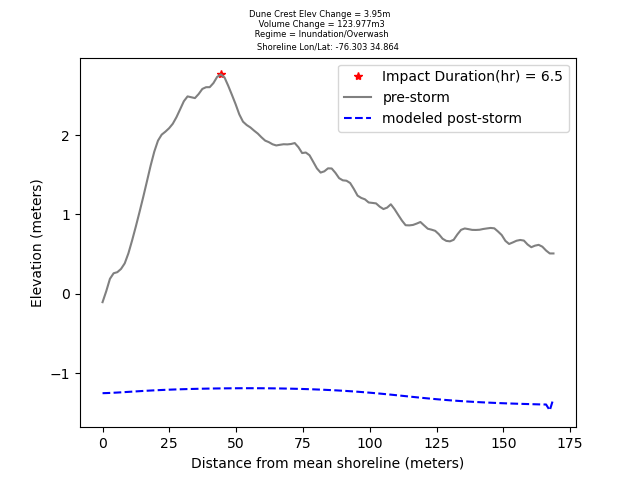 Dune Crest Elev Change = 3.95m
Volume Change = 123.977m3
Regime = Inundation/Overwash
Shoreline Lon/Lat: -76.303 34.864
Impact Duration(hr) = 6.5
pre-storm
modeled post-storm
Elevation (meters)
2
1
0
−1
0 25 50 75 100 125 150 175
Distance from mean shoreline (meters)